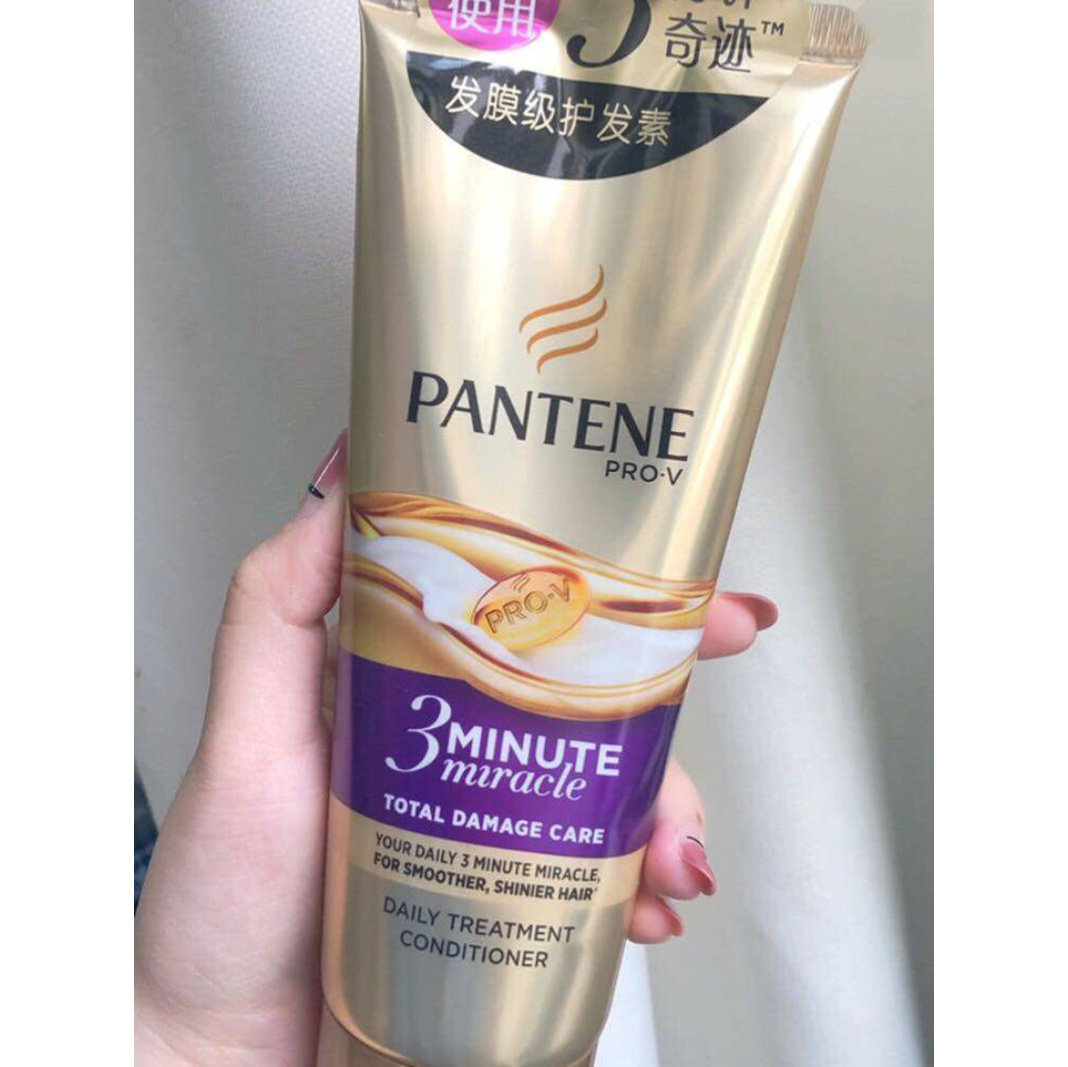 使用
3
奇迹™
发膜级护发素
PANTENE
PRO-V
PRO-V
3 MINUTE
miracle
TOTAL DAMAGE CARE
YOUR DAILY 3 MINUTE MIRACLE,
FOR SMOOTHER, SHINIER HAIR*
DAILY TREATMENT
CONDITIONER